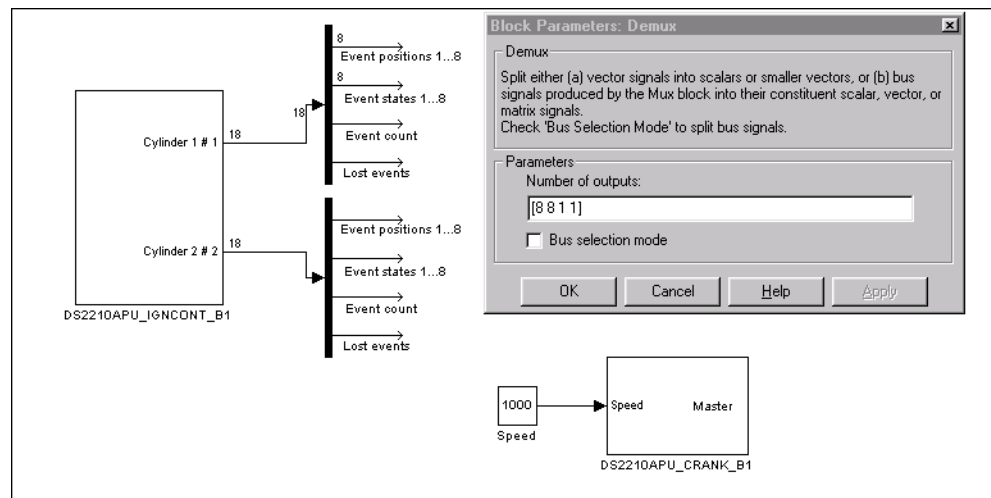 8
Event positions 1...8
8
Event states 1...8
18
18
Cylinder 1 # 1
Event count
Lost events
Cylinder 2 # 2
18
Event positions 1...8
Event states 1...8
Event count
Lost events
DS2210APU_IGNCONT_B1
Block Parameters: Demux
Demux
Split either (a) vector signals into scalars or smaller vectors, or (b) bus
signals produced by the Mux block into their constituent scalar, vector, or
matrix signals.
Check 'Bus Selection Mode' to split bus signals.
Parameters
Number of outputs:
[8 8 1 1]
Bus selection mode
OK
Cancel
Help
Apply
1000
Speed
Speed
Master
DS2210APU_CRANK_B1